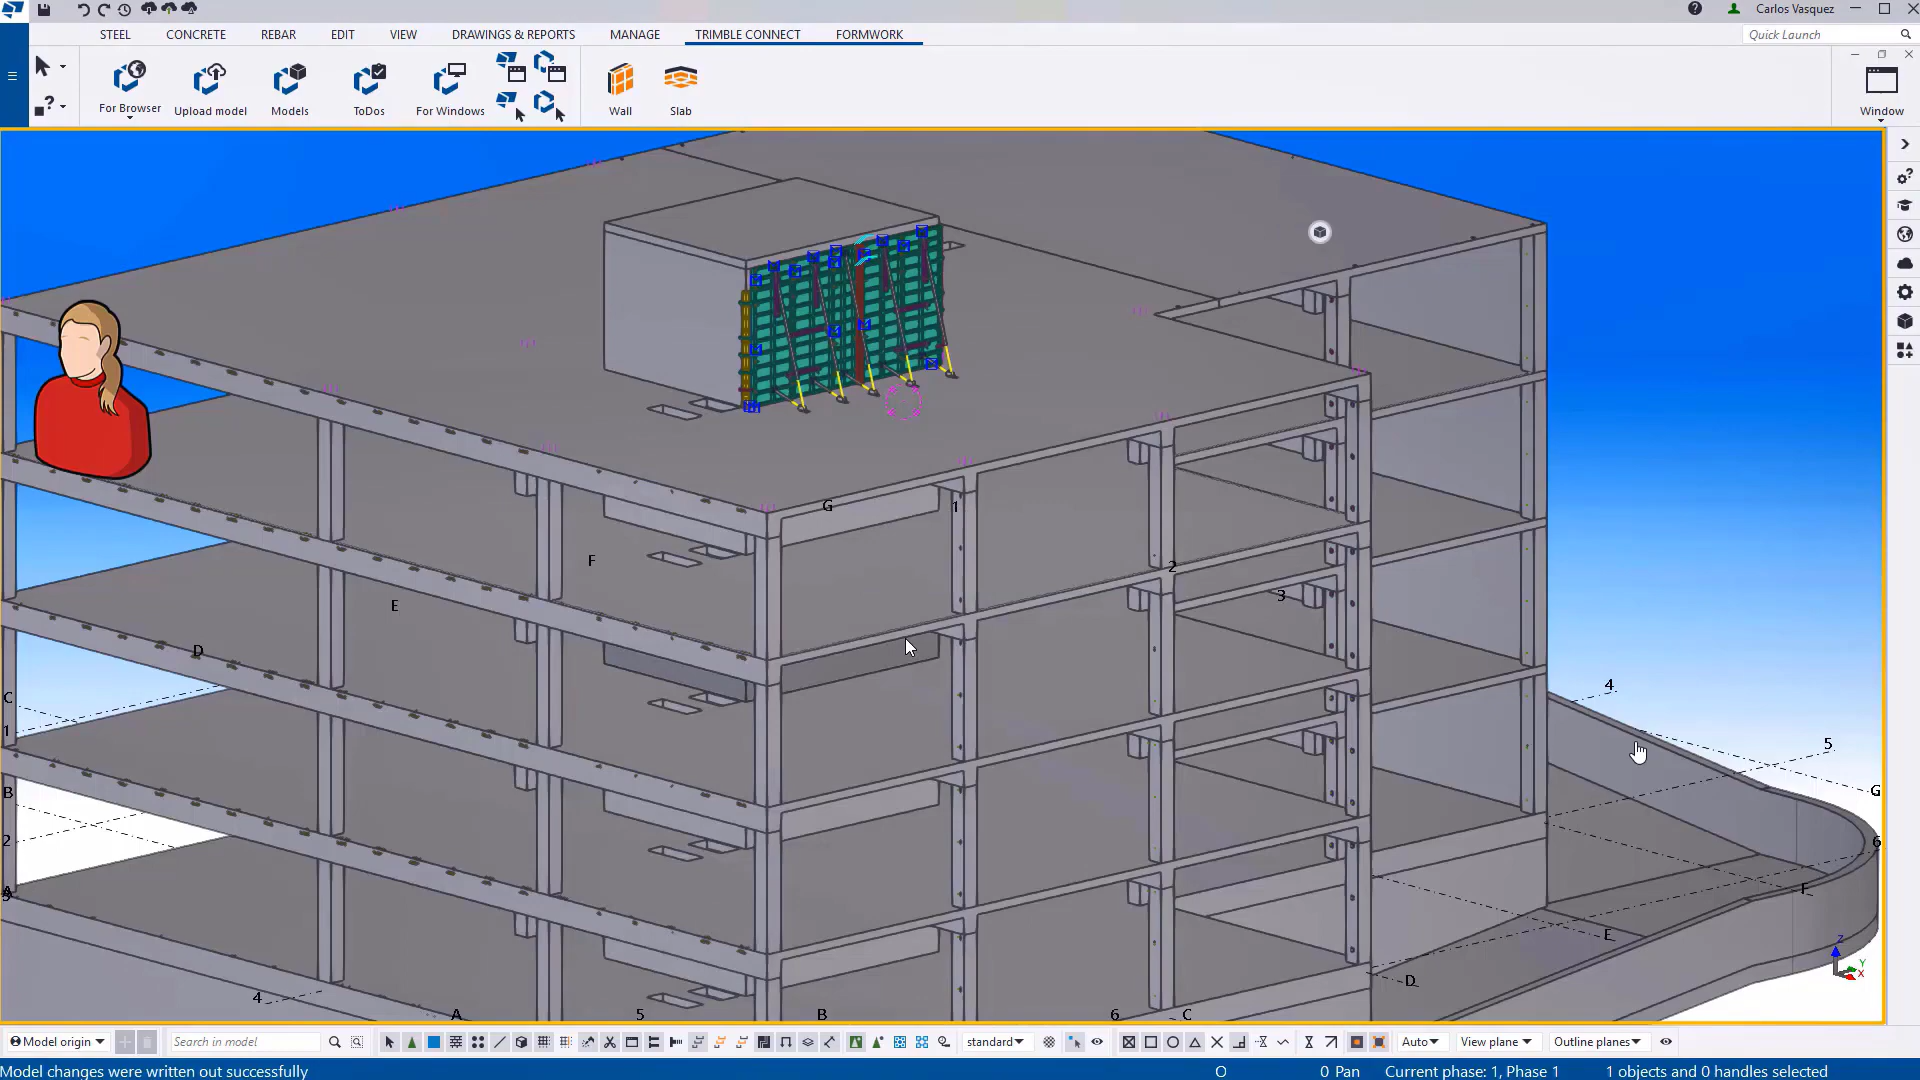 Carlos Vasquez
STEEL CONCRETE REBAR EDIT VIEW DRAWINGS & REPORTS MANAGE TRIMBLE CONNECT FORMWORK Quick Launch
For Browser Upload model Models ToDos For Windows Wall Slab Window
G 1
F
2
E 3
D
4
C
5
1
B G
2 6
A F
E
D
Z
Y
X
4 A 5 B 6 C
Model origin Search in model standard Auto View plane Outline planes
Model changes were written out successfully O 0 Pan Current phase: 1, Phase 1 1 objects and 0 handles selected